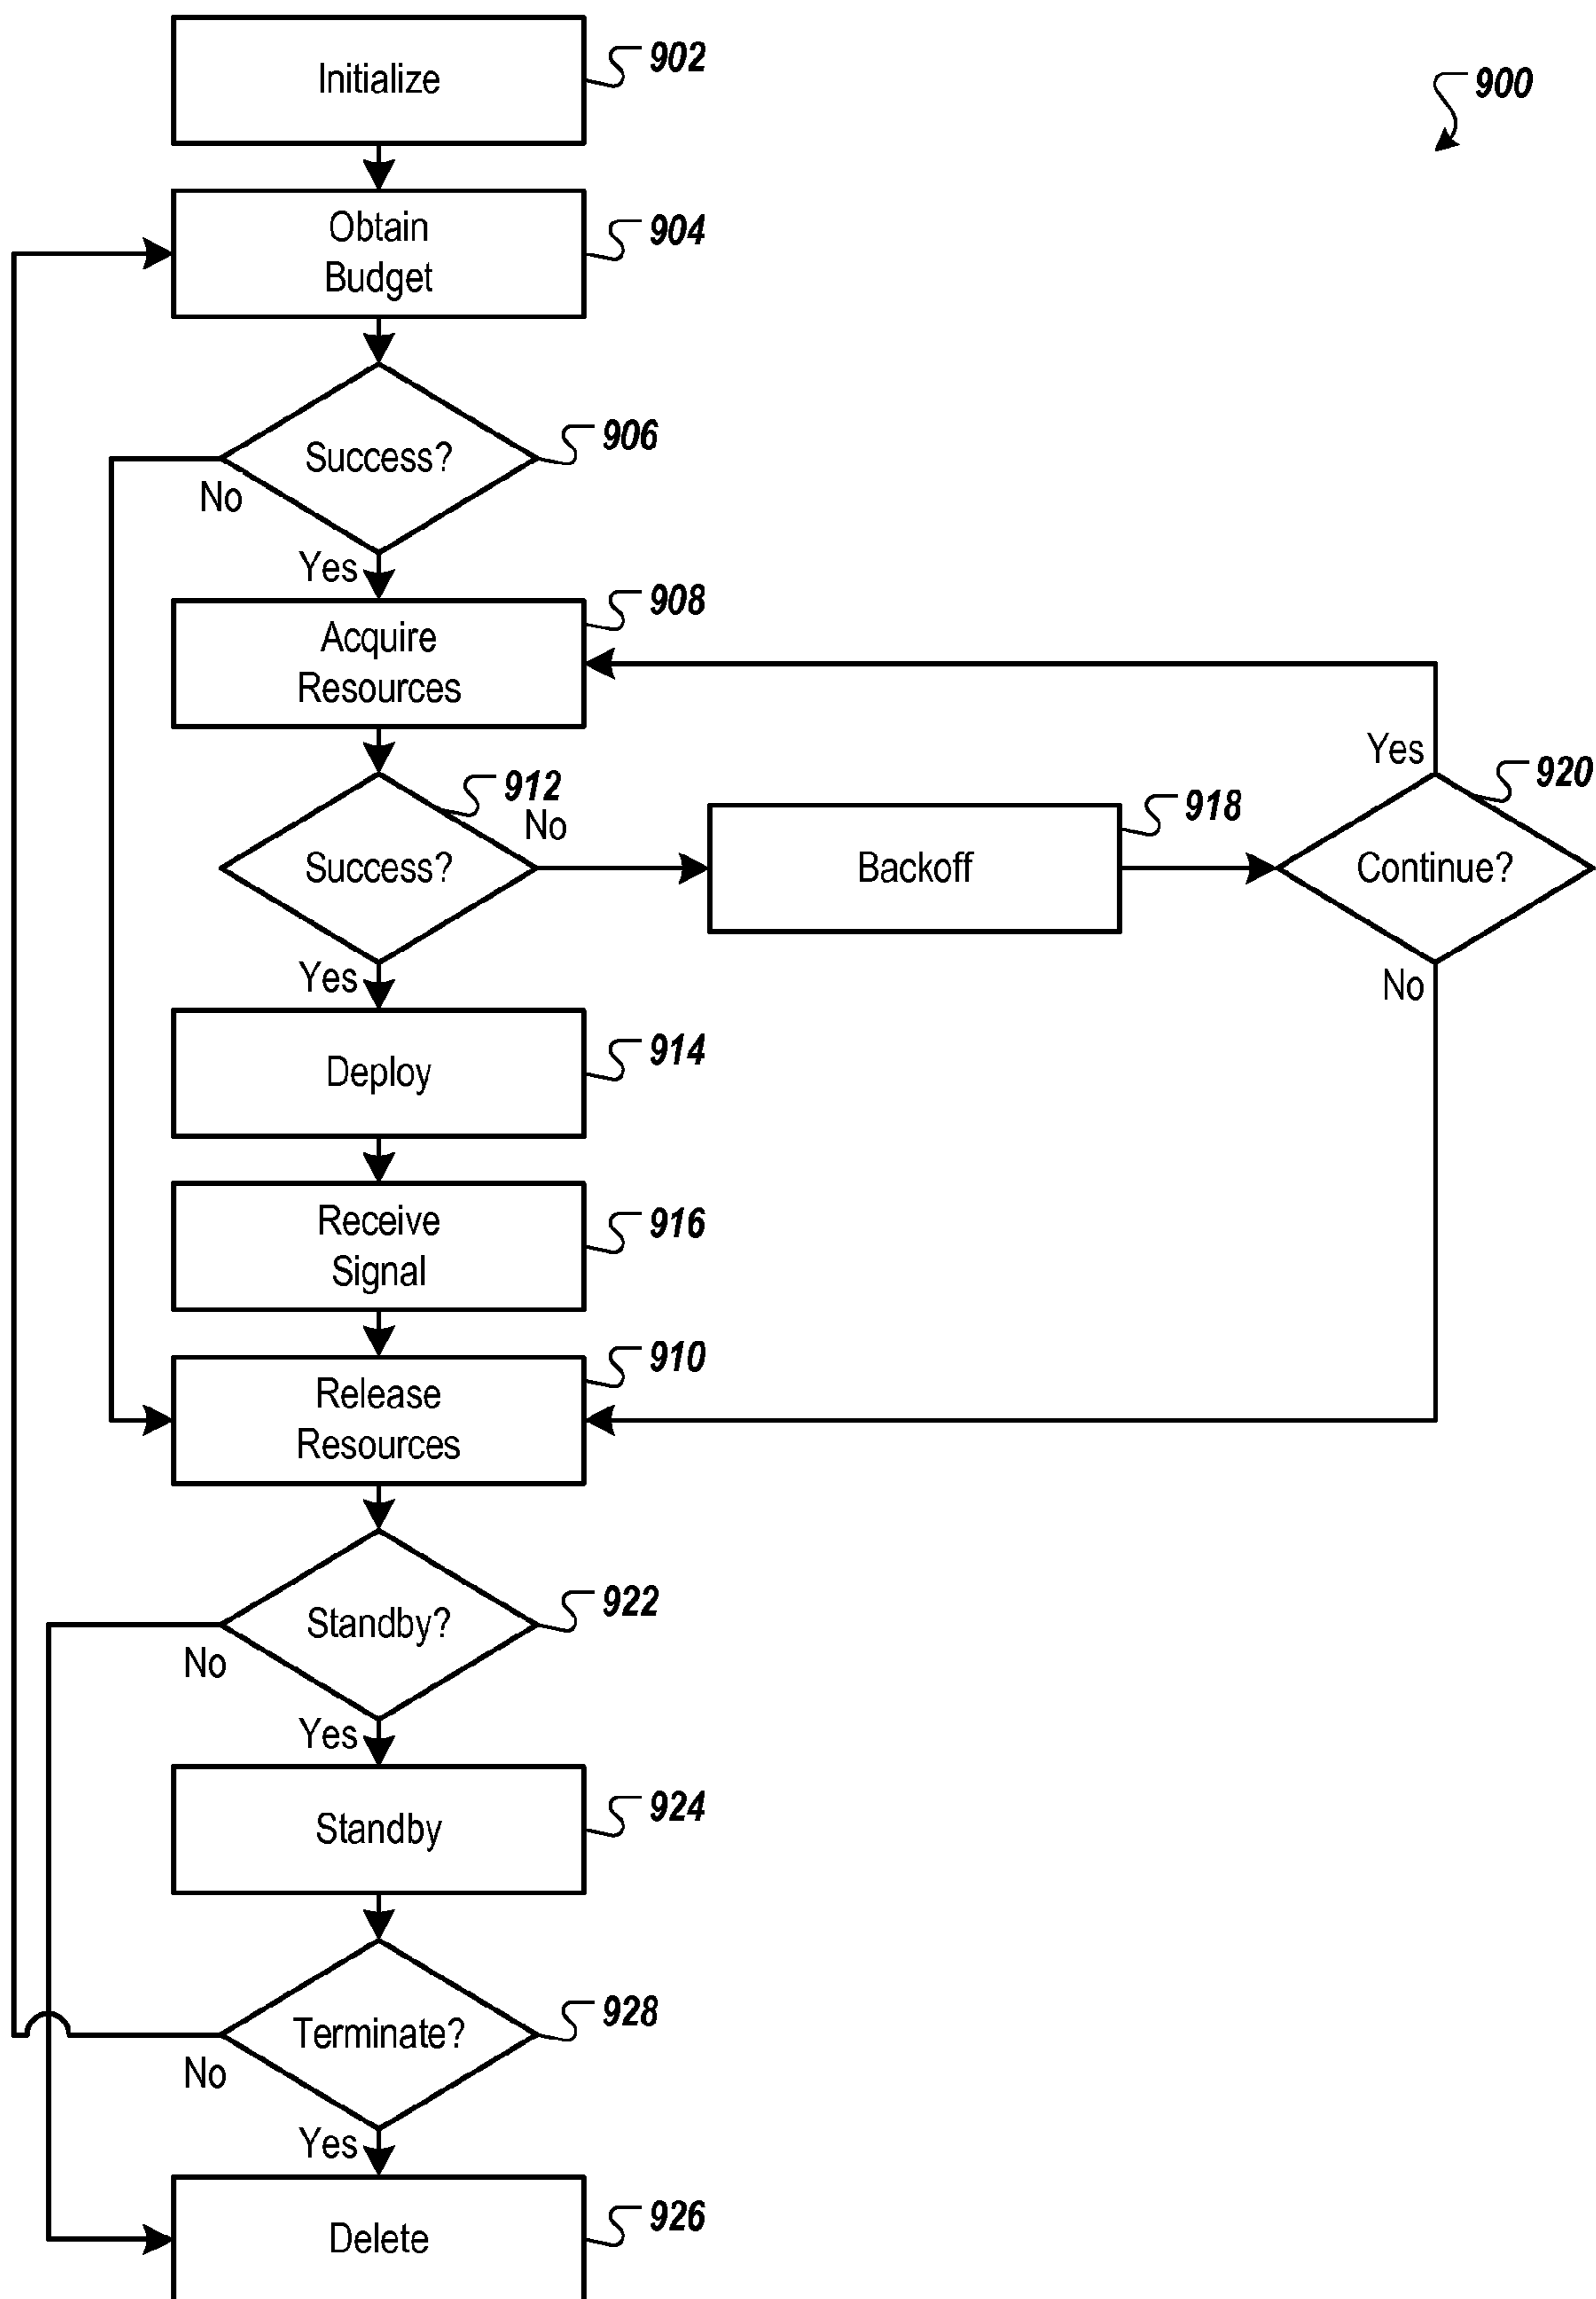 Initialize
902
900
Obtain
Budget
904
Success?
906
No
Yes
Acquire
Resources
908
Success?
912
No
Backoff
918
Continue?
920
Yes
No
Yes
Deploy
914
Receive
Signal
916
Release
Resources
910
Standby?
922
No
Yes
Standby
924
Terminate?
928
No
Yes
Delete
926